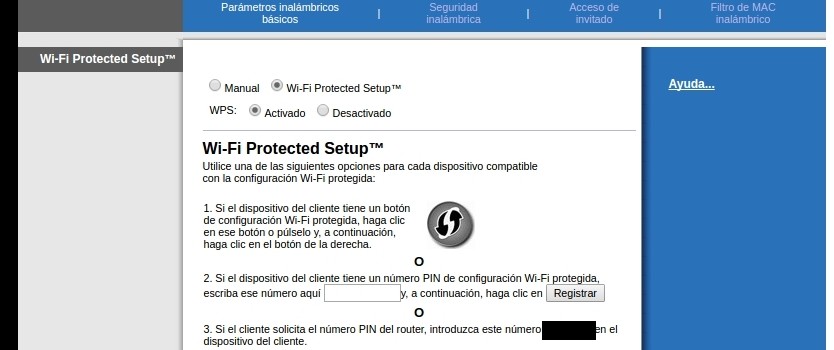 Parámetros inalámbricos básicos | Seguridad inalámbrica | Acceso de invitado | Filtro de MAC inalámbrico
Wi-Fi Protected Setup™
Ayuda...
Manual Wi-Fi Protected Setup™
WPS: Activado Desactivado
Wi-Fi Protected Setup™
Utilice una de las siguientes opciones para cada dispositivo compatible
con la configuración Wi-Fi protegida:
1. Si el dispositivo del cliente tiene un botón
de configuración Wi-Fi protegida, haga clic
en ese botón o púlselo y, a continuación,
haga clic en el botón de la derecha.
O
2. Si el dispositivo del cliente tiene un número PIN de configuración Wi-Fi protegida,
escriba ese número aquí y, a continuación, haga clic en Registrar
O
3. Si el cliente solicita el número PIN del router, introduzca este número en el
dispositivo del cliente.